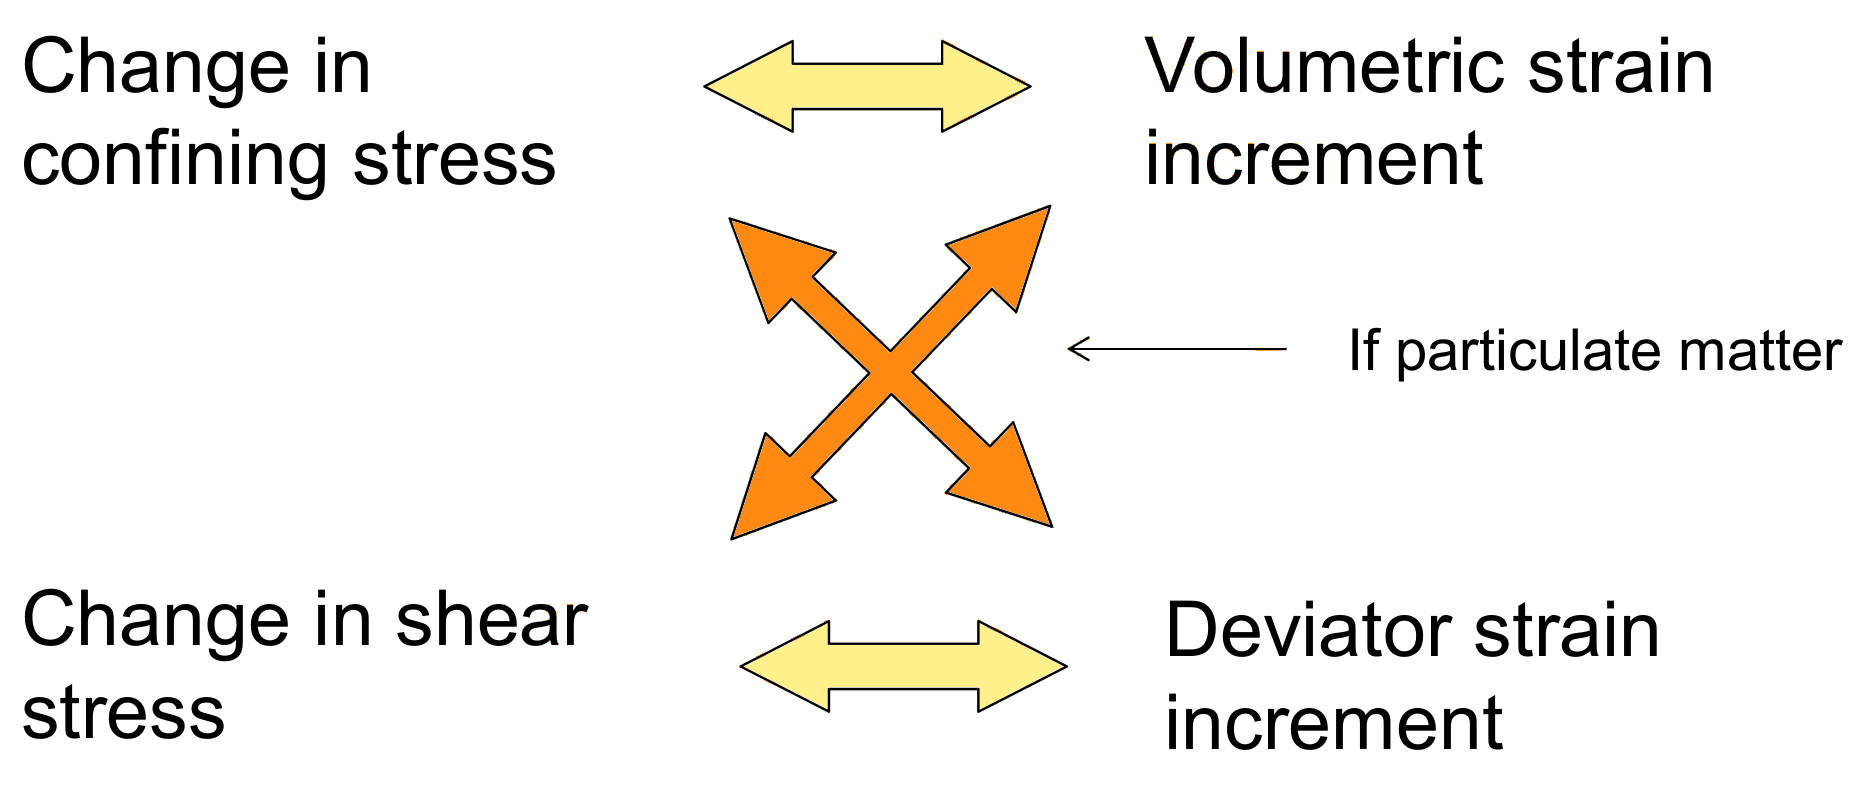 Change in
confining stress
Volumetric strain
increment
If particulate matter
Change in shear
stress
Deviator strain
increment